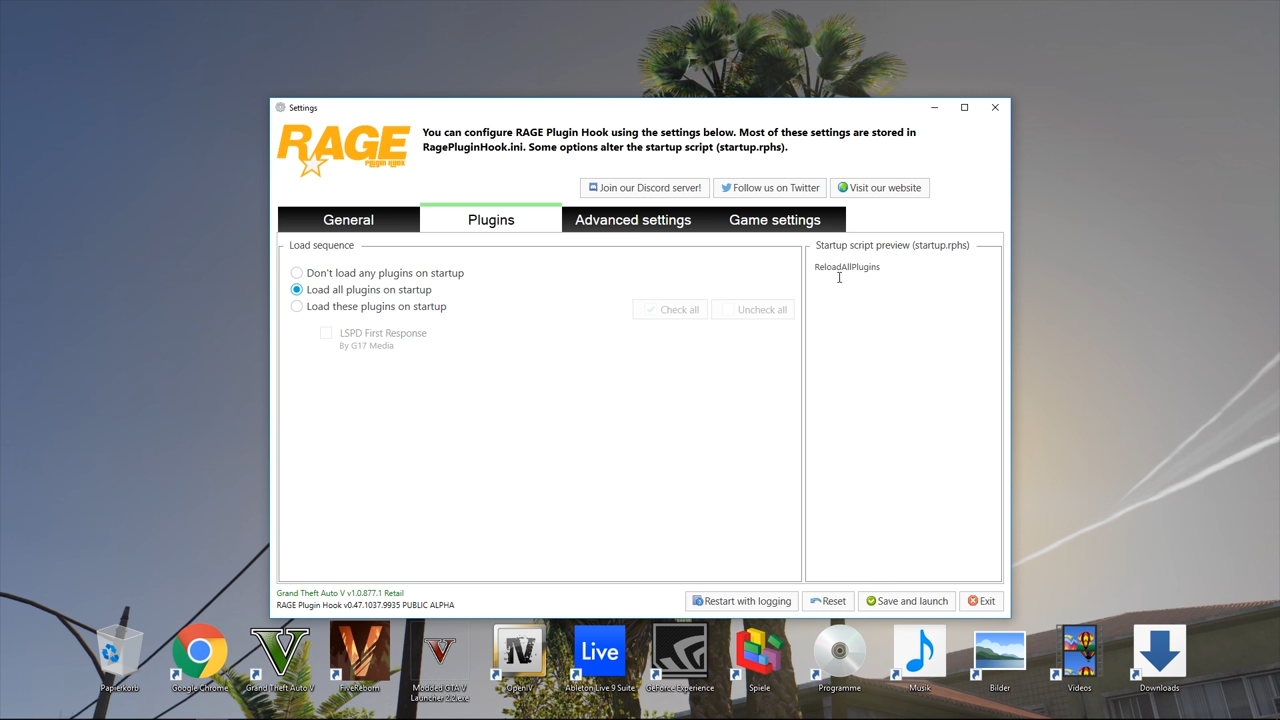 Settings
RAGE
PLUGIN HOOK
You can configure RAGE Plugin Hook using the settings below. Most of these settings are stored in
RagePluginHook.ini. Some options alter the startup script (startup.rphs).
Join our Discord server!
Follow us on Twitter
Visit our website
General
Plugins
Advanced settings
Game settings
Load sequence
Startup script preview (startup.rphs)
Don't load any plugins on startup
Load all plugins on startup
Load these plugins on startup
Check all
Uncheck all
LSPD First Response
By G17 Media
ReloadAllPlugins
Grand Theft Auto V v1.0.877.1 Retail
RAGE Plugin Hook v0.47.1037.9935 PUBLIC ALPHA
Restart with logging
Reset
Save and launch
Exit
Live
IV
Papierkorb
Google Chrome
Grand Theft Auto V
FiveReborn
Modded GTA V
Launcher 2.2.exe
OpenIV
Ableton Live 9 Suite
GeForce Experience
Spiele
Programme
Musik
Bilder
Videos
Downloads